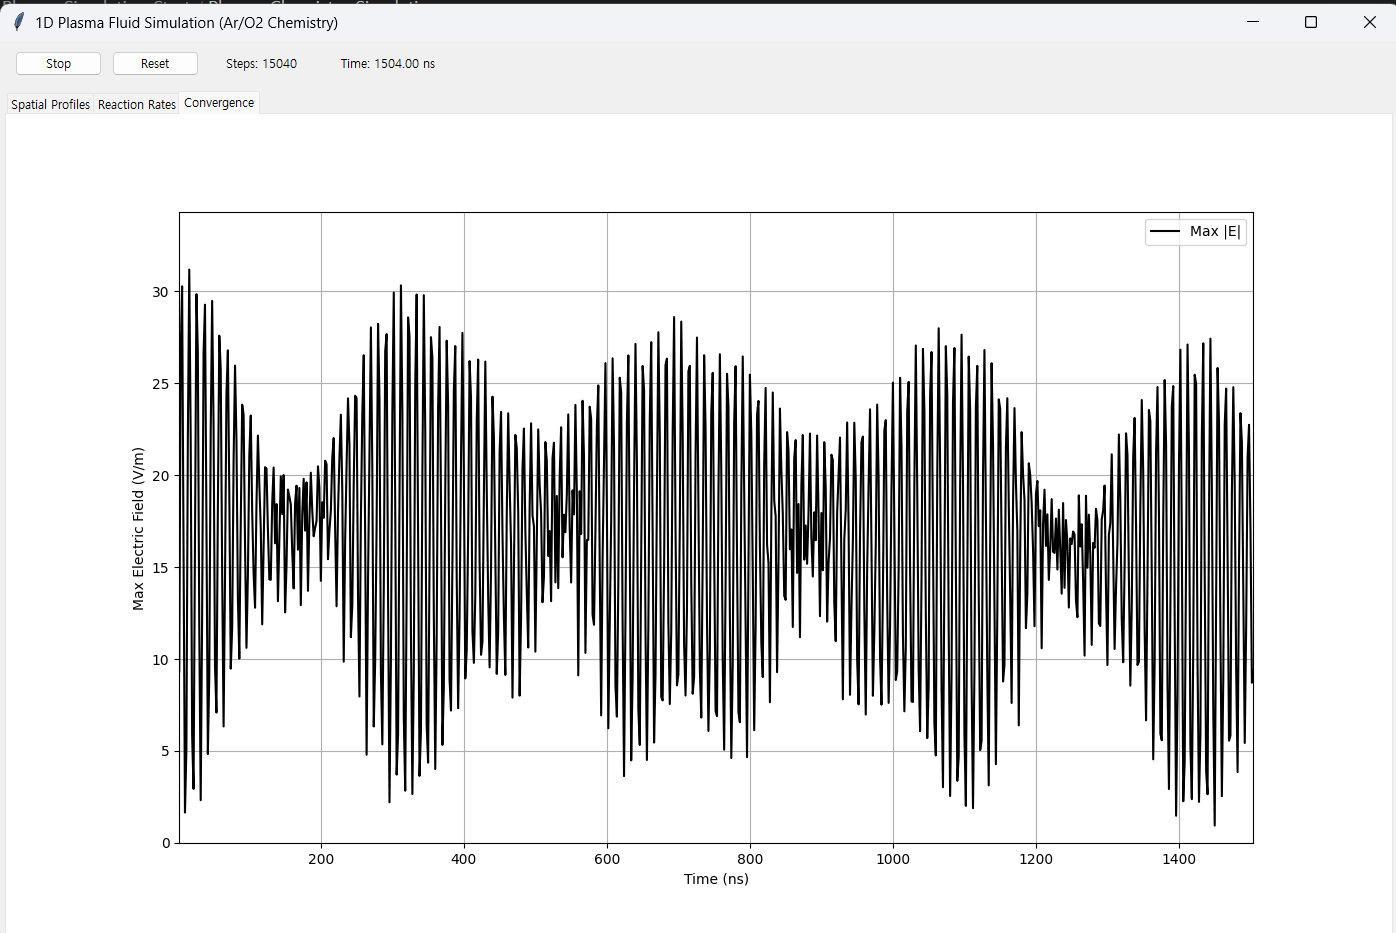 1D Plasma Fluid Simulation (Ar/O2 Chemistry)
Stop Reset Steps: 15040 Time: 1504.00 ns
Spatial Profiles Reaction Rates Convergence
Max |E|
30
25
20
15
10
5
0
Max Electric Field (V/m)
200 400 600 800 1000 1200 1400
Time (ns)